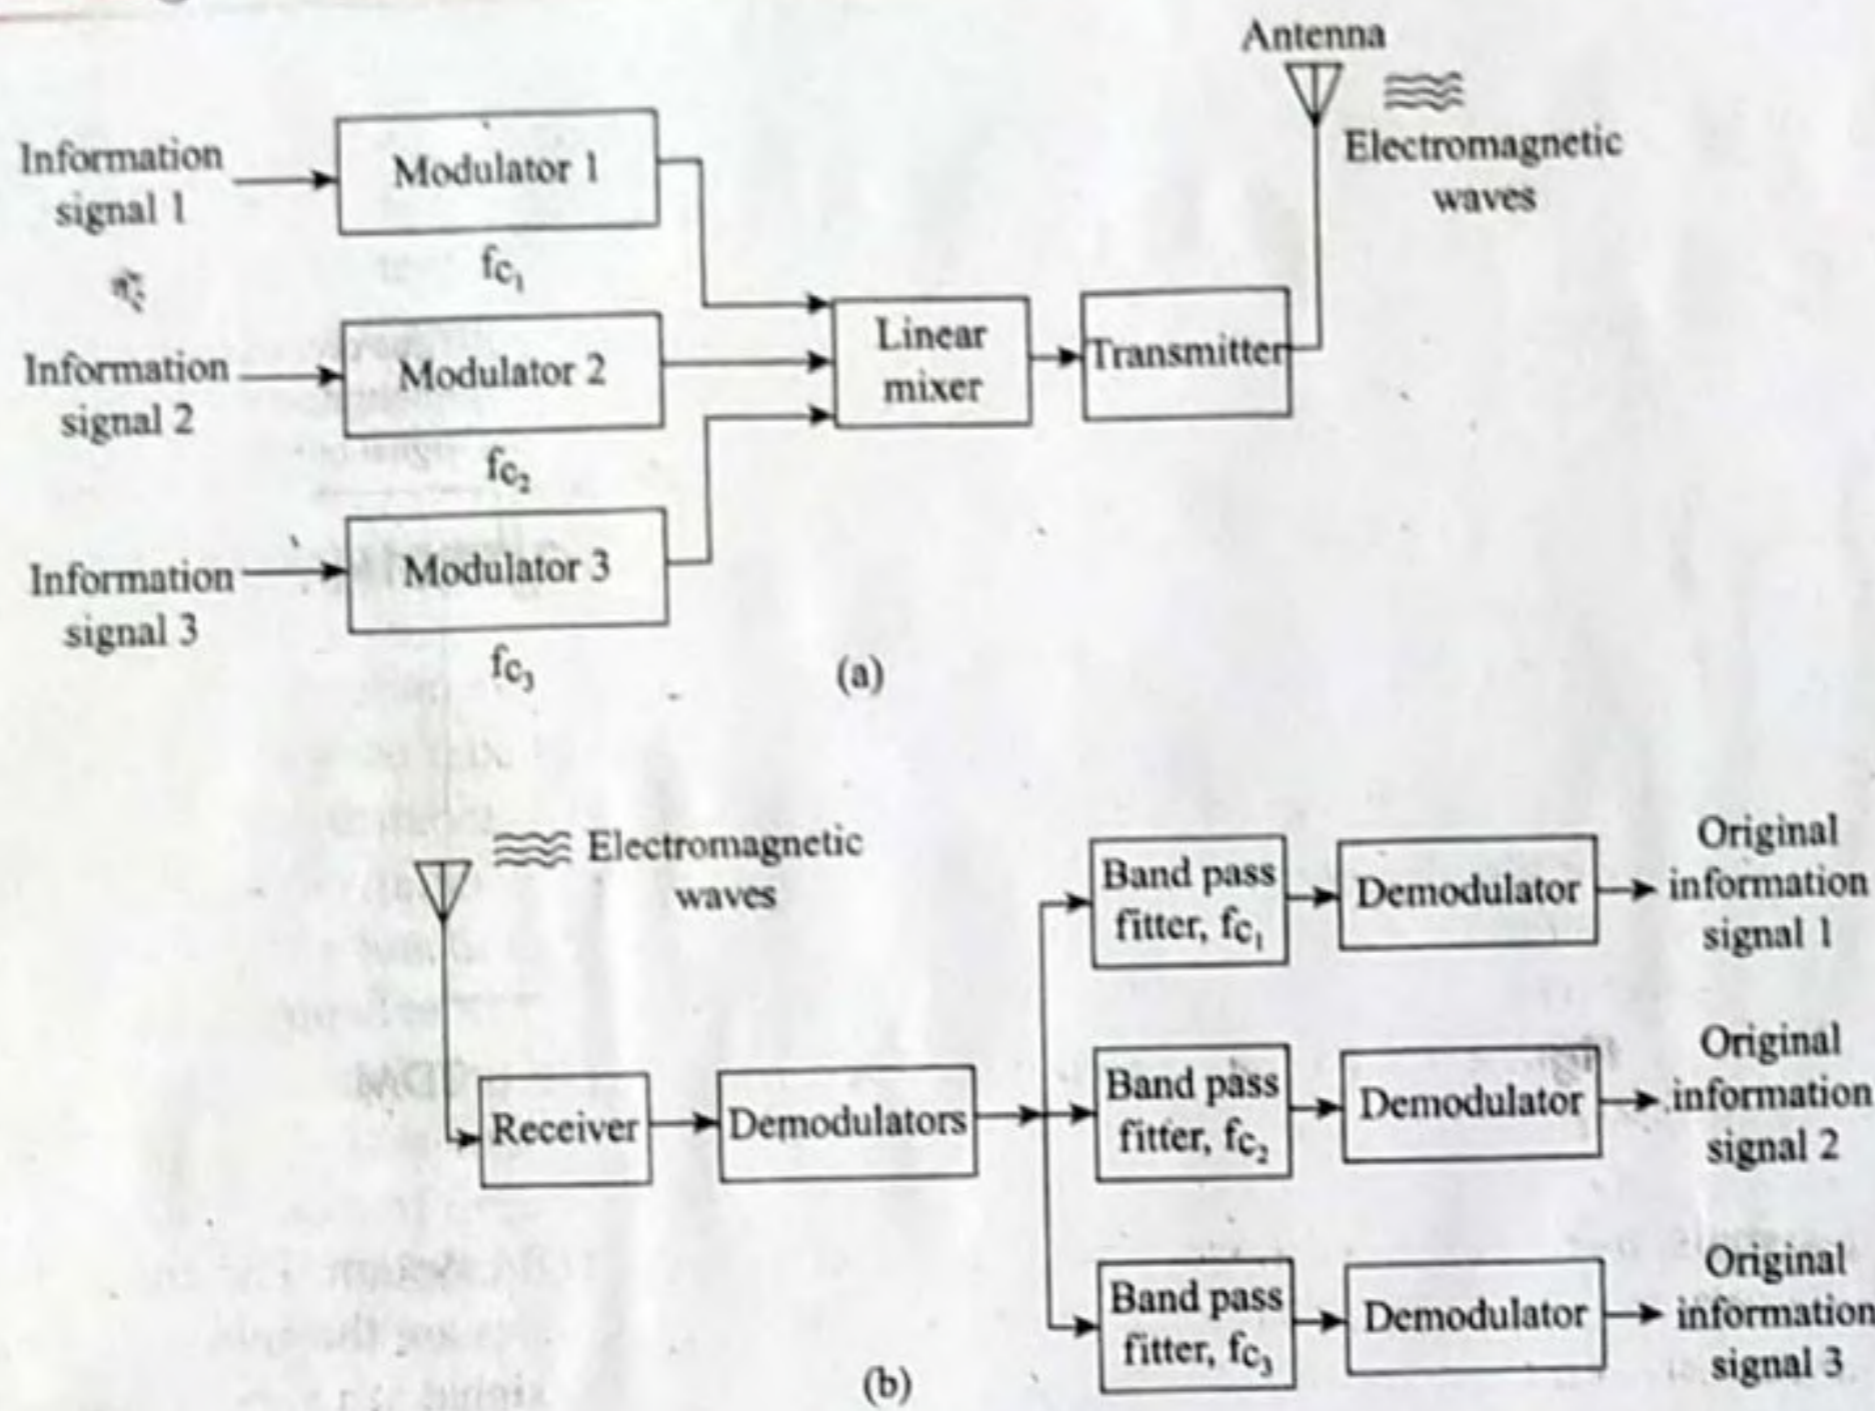 Antenna
Electromagnetic
waves
Information
signal 1
Modulator 1
fc₁
Information
signal 2
Modulator 2
fc₂
Linear
mixer
Transmitter
Information
signal 3
Modulator 3
fc₃
(a)
Electromagnetic
waves
Receiver
Demodulators
Band pass
fitter, fc₁
Demodulator
Original
information
signal 1
Band pass
fitter, fc₂
Demodulator
Original
information
signal 2
Band pass
fitter, fc₃
Demodulator
Original
information
signal 3
(b)